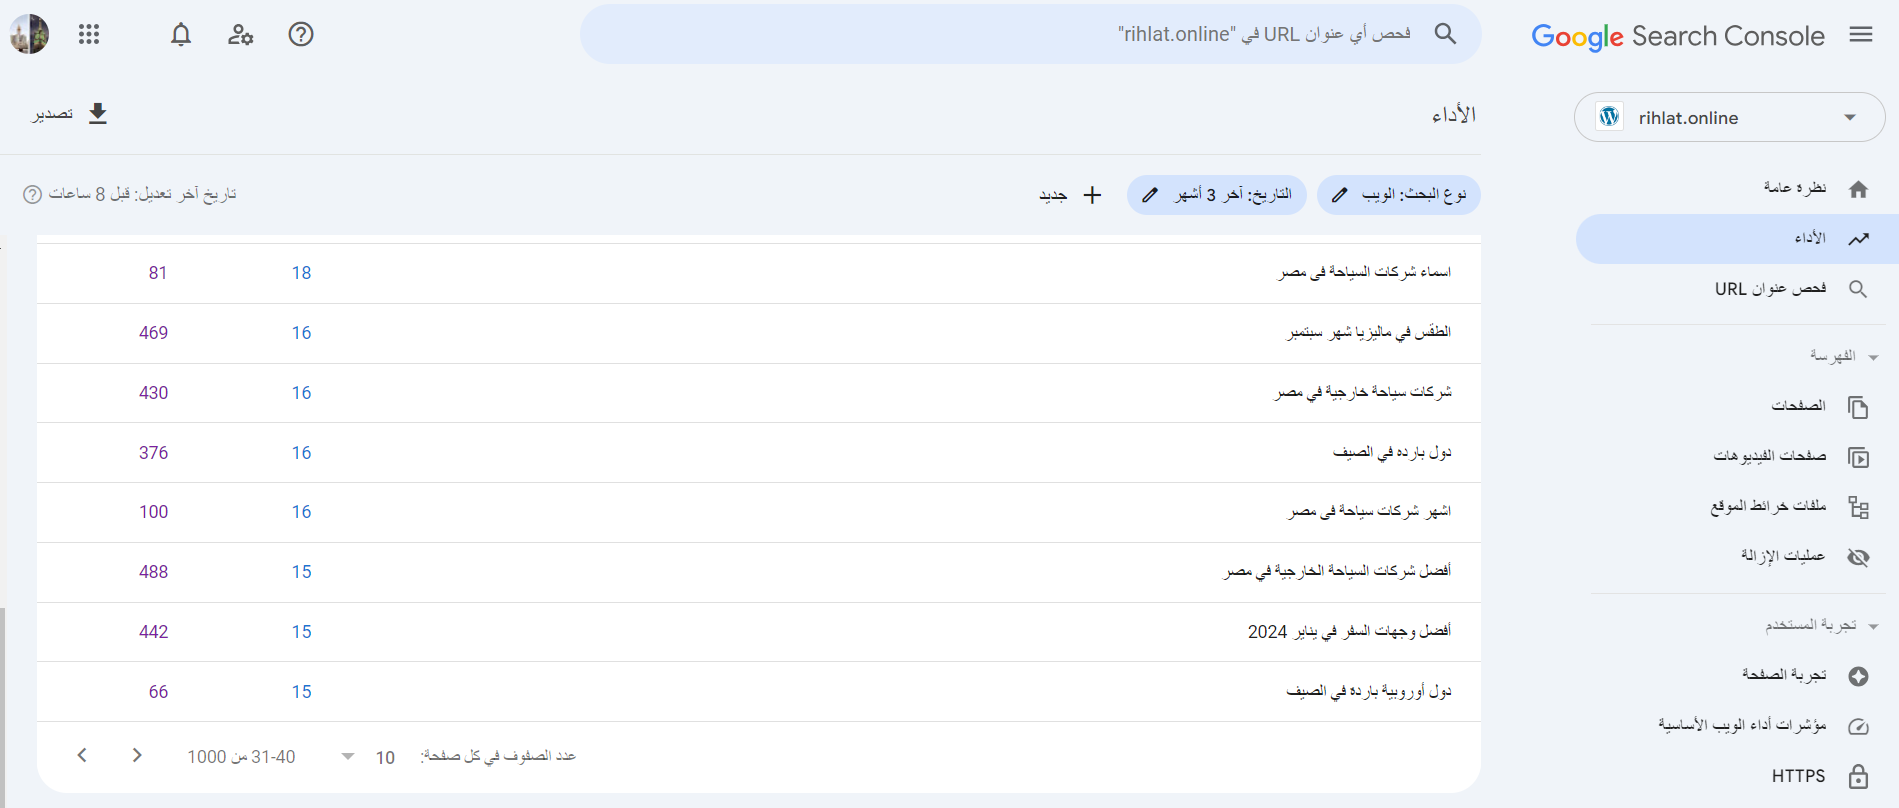 Google Search Console
فحص أي عنوان URL في "rihlat.online"
rihlat.online
الأداء
تصدير
نوع البحث: الويب
التاريخ: آخر 3 أشهر
جديد
تاريخ آخر تعديل: قبل 8 ساعات
اسماء شركات السياحة فى مصر 18 81
الطقس في ماليزيا شهر سبتمبر 16 469
شركات سياحة خارجية في مصر 16 430
دول بارده في الصيف 16 376
اشهر شركات سياحة فى مصر 16 100
أفضل شركات السياحة الخارجية في مصر 15 488
أفضل وجهات السفر في يناير 2024 15 442
دول أوروبية باردة في الصيف 15 66
عدد الصفوف في كل صفحة: 10 31-40 من 1000
نظرة عامة
الأداء
فحص عنوان URL
الفهرسة
الصفحات
صفحات الفيديوهات
ملفات خرائط الموقع
عمليات الإزالة
تجربة المستخدم
تجربة الصفحة
مؤشرات أداء الويب الأساسية
HTTPS